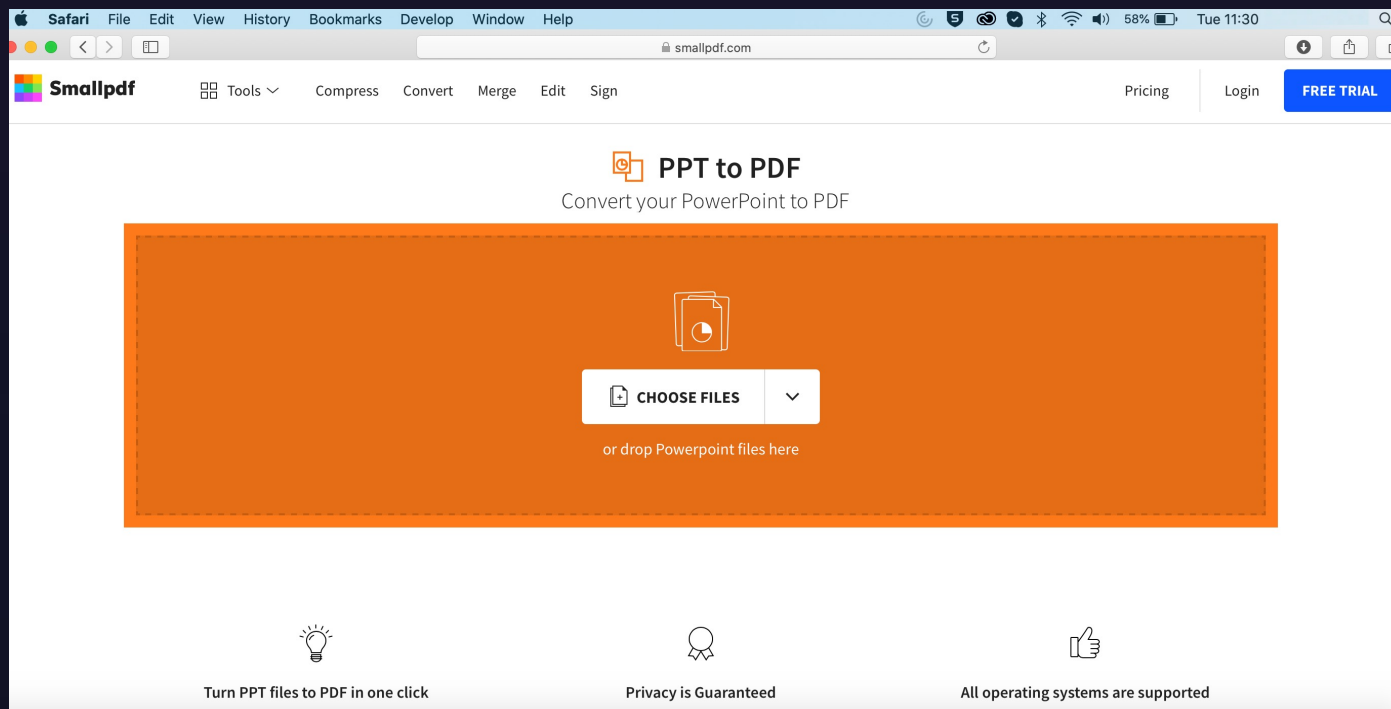 Safari File Edit View History Bookmarks Develop Window Help 58% Tue 11:30
smallpdf.com
Smallpdf Tools Compress Convert Merge Edit Sign Pricing Login FREE TRIAL
PPT to PDF
Convert your PowerPoint to PDF
CHOOSE FILES
or drop Powerpoint files here
Turn PPT files to PDF in one click Privacy is Guaranteed All operating systems are supported